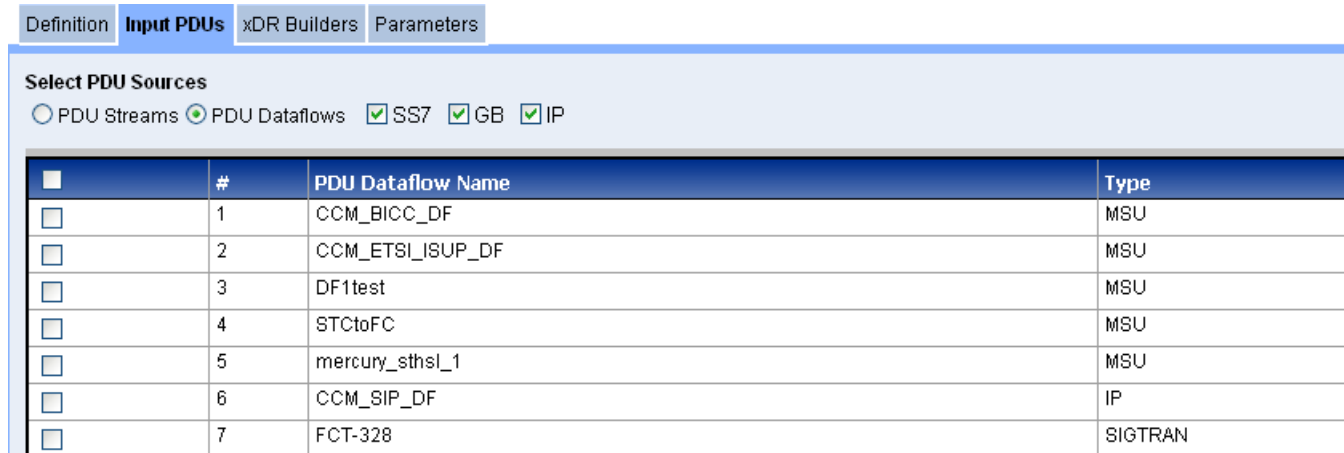 Definition Input PDUs xDR Builders Parameters
Select PDU Sources
PDU Streams PDU Dataflows SS7 GB IP
# PDU Dataflow Name Type
1 CCM_BICC_DF MSU
2 CCM_ETSI_ISUP_DF MSU
3 DF1test MSU
4 STCtoFC MSU
5 mercury_sthsl_1 MSU
6 CCM_SIP_DF IP
7 FCT-328 SIGTRAN